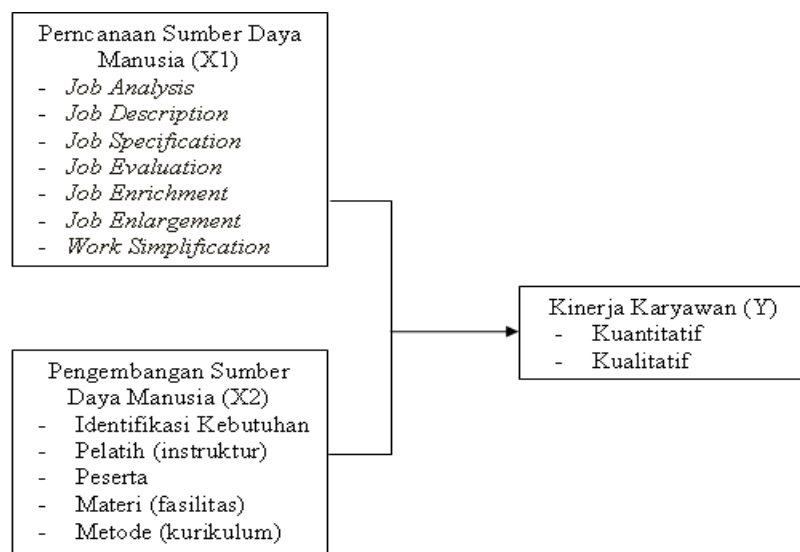 Perncanaan Sumber Daya
Manusia (X1)
- Job Analysis
- Job Description
- Job Specification
- Job Evaluation
- Job Enrichment
- Job Enlargement
- Work Simplification
Kinerja Karyawan (Y)
- Kuantitatif
- Kualitatif
Pengembangan Sumber
Daya Manusia (X2)
- Identifikasi Kebutuhan
- Pelatih (instruktur)
- Peserta
- Materi (fasilitas)
- Metode (kurikulum)